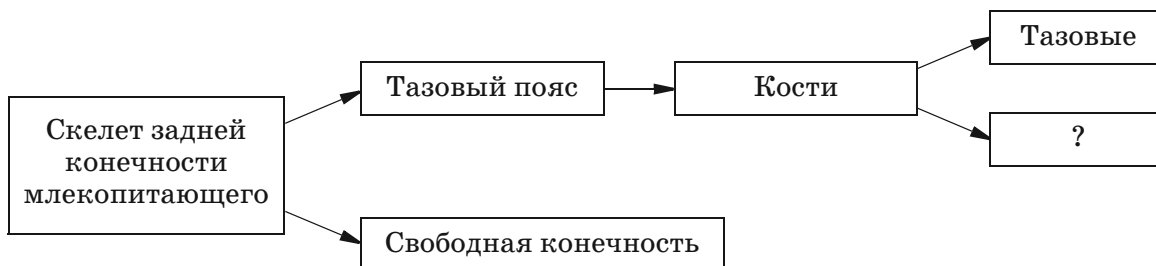 Скелет задней
конечности
млекопитающего
Тазовый пояс
Свободная конечность
Кости
Тазовые
?